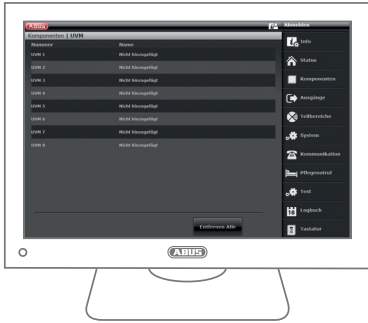 ABUS
Abmelden
Komponenten | UVM
Nummer Name
UVM 1 Nicht hinzugefügt
UVM 2 Nicht hinzugefügt
UVM 3 Nicht hinzugefügt
UVM 4 Nicht hinzugefügt
UVM 5 Nicht hinzugefügt
UVM 6 Nicht hinzugefügt
UVM 7 Nicht hinzugefügt
UVM 8 Nicht hinzugefügt
Entfernen Alle
Info
Status
Komponenten
Ausgänge
Teilbereiche
System
Kommunikation
Pflegenotruf
Test
18 Logbuch
Tastatur
ABUS